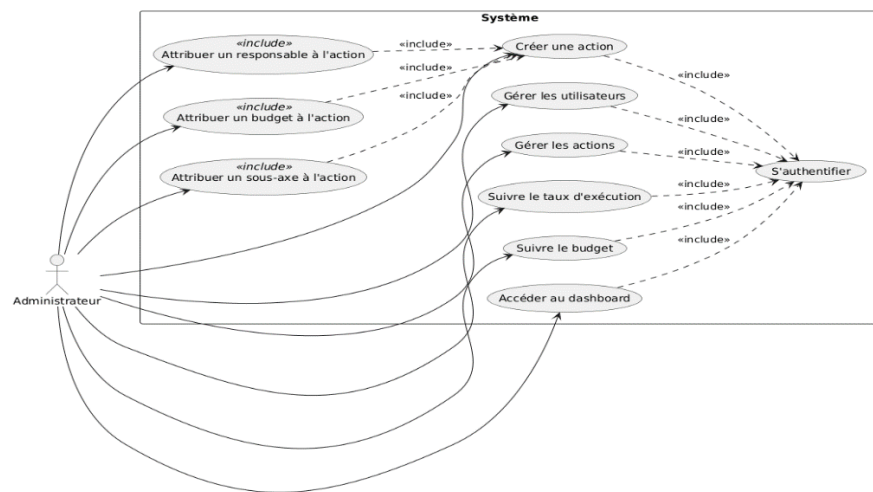 Système
«include»
Attribuer un responsable à l'action
«include»
Créer une action
«include»
Attribuer un budget à l'action
«include»
«include»
Attribuer un sous-axe à l'action
«include»
Gérer les utilisateurs
Gérer les actions
Suivre le taux d'exécution
Suivre le budget
Accéder au dashboard
«include»
«include»
«include»
«include»
«include»
«include»
S'authentifier
Administrateur